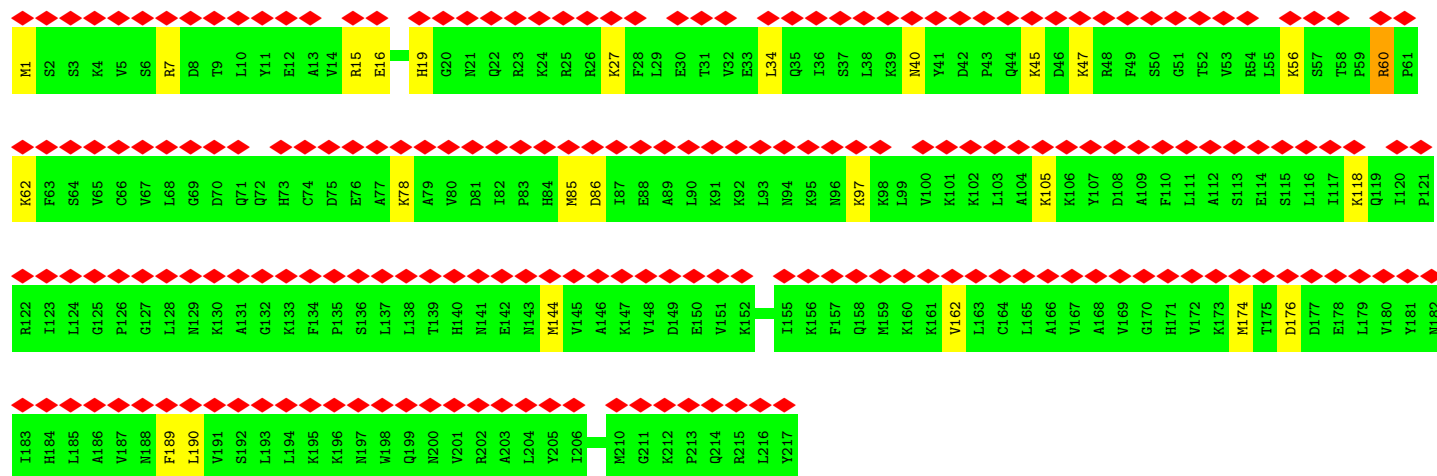 M1 S2 S3 K4 V5 S6 R7 D8 T9 L10 Y11 E12 A13 V14 R15 E16 H19 G20 N21 Q22 R23 K24 R25 R26 K27 F28 L29 E30 T31 V32 E33 L34 Q35 I36 S37 L38 K39 N40 Y41 D42 P43 Q44 K45 D46 K47 R48 F49 S50 G51 T52 V53 R54 L55 K56 S57 T58 P59 R60 P61
K62 F63 S64 V65 C66 V67 L68 G69 D70 Q71 Q72 H73 C74 D75 E76 A77 K78 A79 V80 D81 I82 P83 H84 M85 D86 I87 E88 A89 L90 K91 K92 L93 N94 K95 N96 K97 K98 L99 V100 K101 K102 L103 A104 K105 K106 Y107 D108 A109 F110 L111 A112 S113 E114 S115 L116 I117 K118 Q119 I120 P121
R122 I123 L124 G125 P126 G127 L128 N129 K130 A131 G132 K133 F134 P135 S136 L137 L138 T139 H140 N141 E142 N143 M144 V145 A146 K147 V148 D149 E150 V151 K152 I155 K156 F157 Q158 M159 K160 K161 V162 L163 C164 L165 A166 V167 A168 V169 G170 H171 V172 K173 M174 T175 D176 D177 E178 L179 V180 Y181 N182
I183 H184 L185 A186 V187 N188 F189 L190 V191 S192 L193 L194 K195 K196 N197 W198 Q199 N200 V201 R202 A203 L204 Y205 I206 M210 G211 K212 P213 Q214 R215 L216 Y217